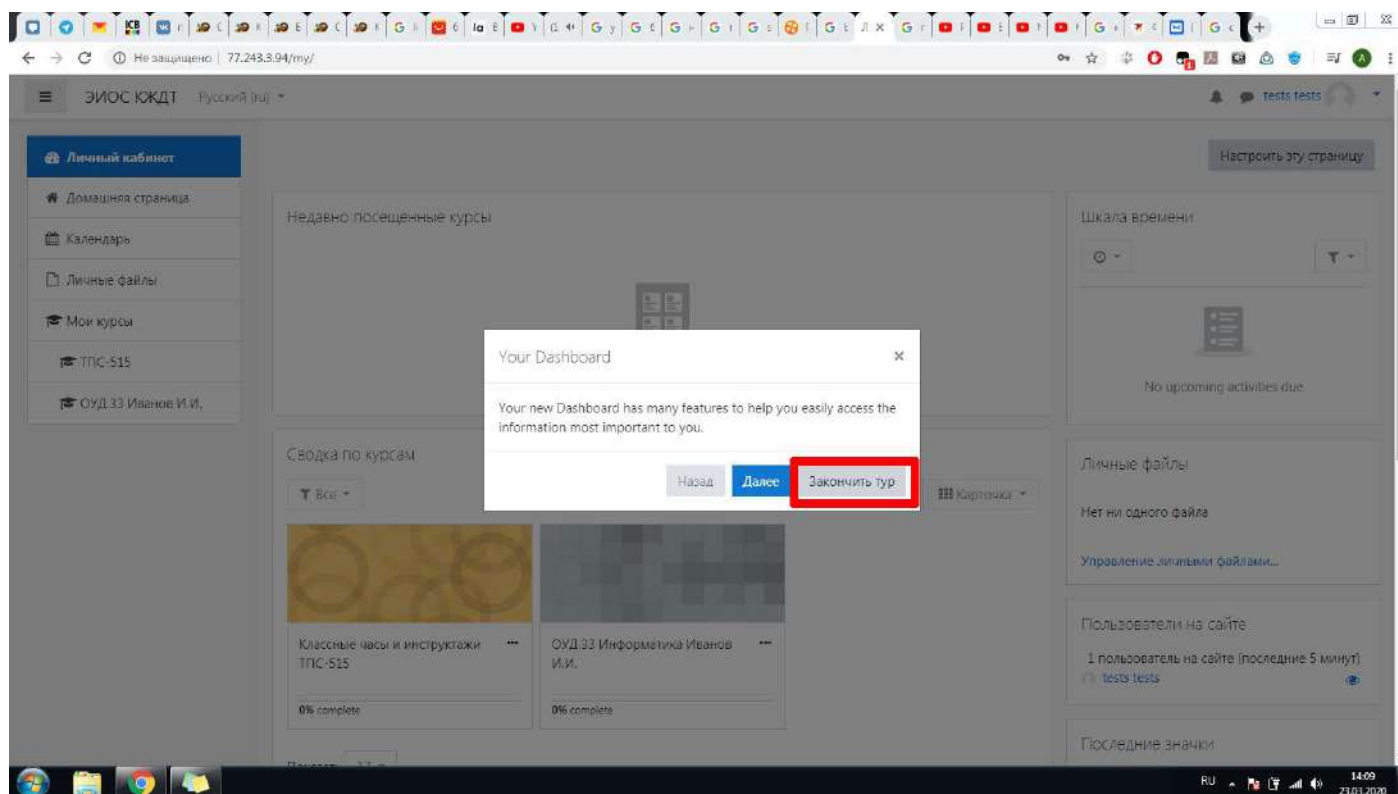 Не защищено | 77.243.3.94/my/
ЭИОС КЖДТ Русский (ru)
tests tests
Личный кабинет
Домашняя страница
Календарь
Личные файлы
Мои курсы
ТПС-515
ОУД.33 Иванов И.И.
Настроить эту страницу
Недавно посещенные курсы
Your Dashboard
Your new Dashboard has many features to help you easily access the
information most important to you.
Назад Далее Закончить тур
Сводка по курсам
Все
Карточка
Классные часы и инструктажи
ТПС-515
0% complete
ОУД.33 Информатика Иванов
И.И.
0% complete
Шкала времени
No upcoming activities due
Личные файлы
Нет ни одного файла
Управление личными файлами...
Пользователи на сайте
1 пользователь на сайте (последние 5 минут)
tests tests
Последние значки
RU
14:09
23.03.2020